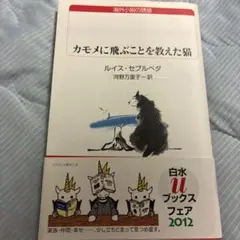 海外小説の誘惑
カモメに飛ぶことを教えた猫
ルイス・セプルベダ
河野万里子=訳
白水
u
ブックス
フェア
2012